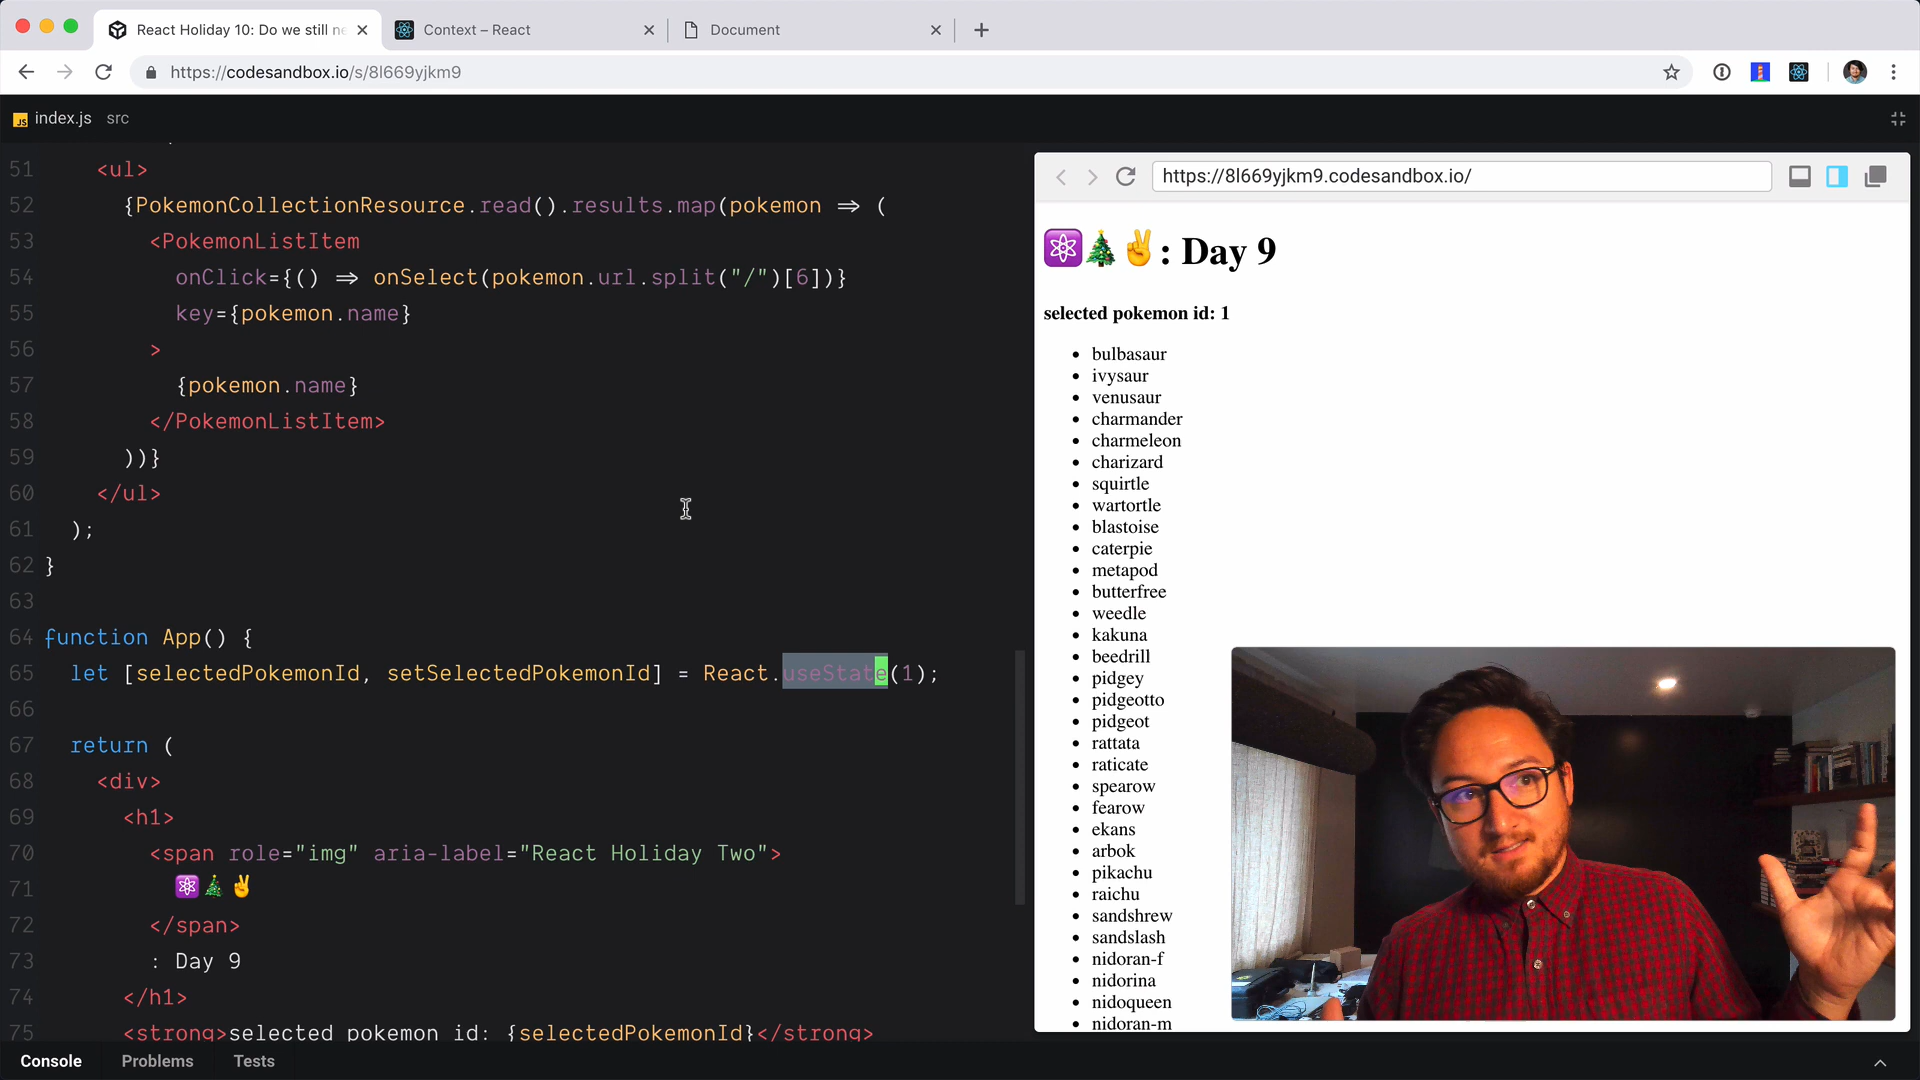 React Holiday 10: Do we still ne
Context – React
Document
https://codesandbox.io/s/8l669yjkm9
JS index.js src
51 <ul>
52 {PokemonCollectionResource.read().results.map(pokemon => (
53 <PokemonListItem
54 onClick={() => onSelect(pokemon.url.split("/")[6])}
55 key={pokemon.name}
56 >
57 {pokemon.name}
58 </PokemonListItem>
59 ))}
60 </ul>
61 );
62 }
63
64 function App() {
65 let [selectedPokemonId, setSelectedPokemonId] = React.useState(1);
66
67 return (
68 <div>
69 <h1>
70 <span role="img" aria-label="React Holiday Two">
71 ⚛️🎄✌️
72 </span>
73 : Day 9
74 </h1>
75 <strong>selected pokemon id: {selectedPokemonId}</strong>
Console Problems Tests
https://8l669yjkm9.codesandbox.io/
⚛️🎄✌️: Day 9
selected pokemon id: 1
bulbasaur
ivysaur
venusaur
charmander
charmeleon
charizard
squirtle
wartortle
blastoise
caterpie
metapod
butterfree
weedle
kakuna
beedrill
pidgey
pidgeotto
pidgeot
rattata
raticate
spearow
fearow
ekans
arbok
pikachu
raichu
sandshrew
sandslash
nidoran-f
nidorina
nidoqueen
nidoran-m